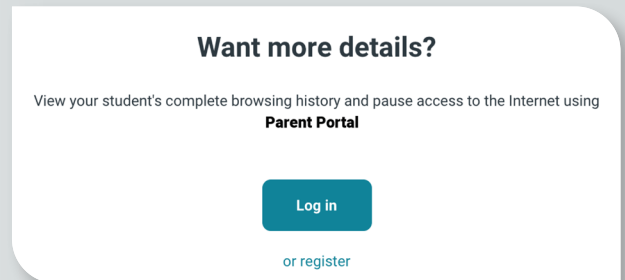 Want more details?
View your student's complete browsing history and pause access to the Internet using
Parent Portal
Log in
or register